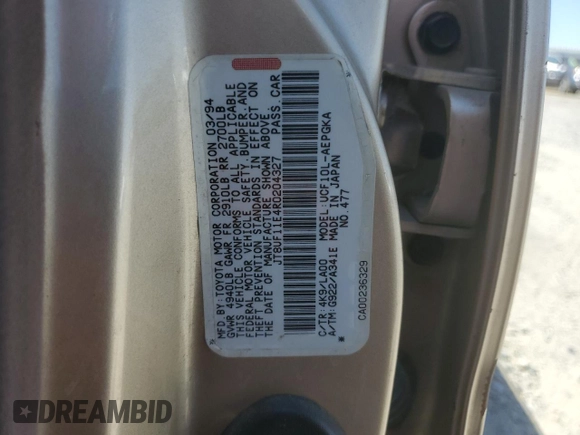 MFD.BY:TOYOTA MOTOR CORPORATION 03/94
GVWR 4940LB GAWR FR 2910LB RR 2700LB
THIS VEHICLE CONFORMS TO ALL APPLICABLE
FEDERAL MOTOR VEHICLE SAFETY,BUMPER,AND
THEFT PREVENTION STANDARDS IN EFFECT ON
THE DATE OF MANUFACTURE SHOWN ABOVE.
JT8UF11E4R0204327 PASS.CAR
C/TR:4K9/LA00 MODEL:UCF10L-AEPGKA
A/TM:G922/A341E MADE IN JAPAN
NO.477
CA00236329
DREAMBID